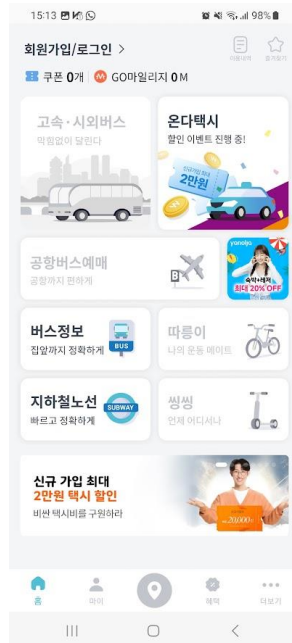 15:13 98%
회원가입/로그인 >
이용내역 즐겨찾기
쿠폰 0개 GO마일리지 0 M
고속·시외버스
막힘없이 달린다
온다택시
할인 이벤트 진행 중!
신규가입 최대
2만원
공항버스예매
공항까지 편하게
B
yanolja
숙박+레저
최대 20% OFF
버스정보
집앞까지 정확하게
BUS
따릉이
나의 운동 메이트
지하철노선
빠르고 정확하게
SUBWAY
씽씽
언제 어디서나
신규 가입 최대
2만원 택시 할인
비싼 택시비를 구원하라
20,000
홈 마이 혜택 더보기